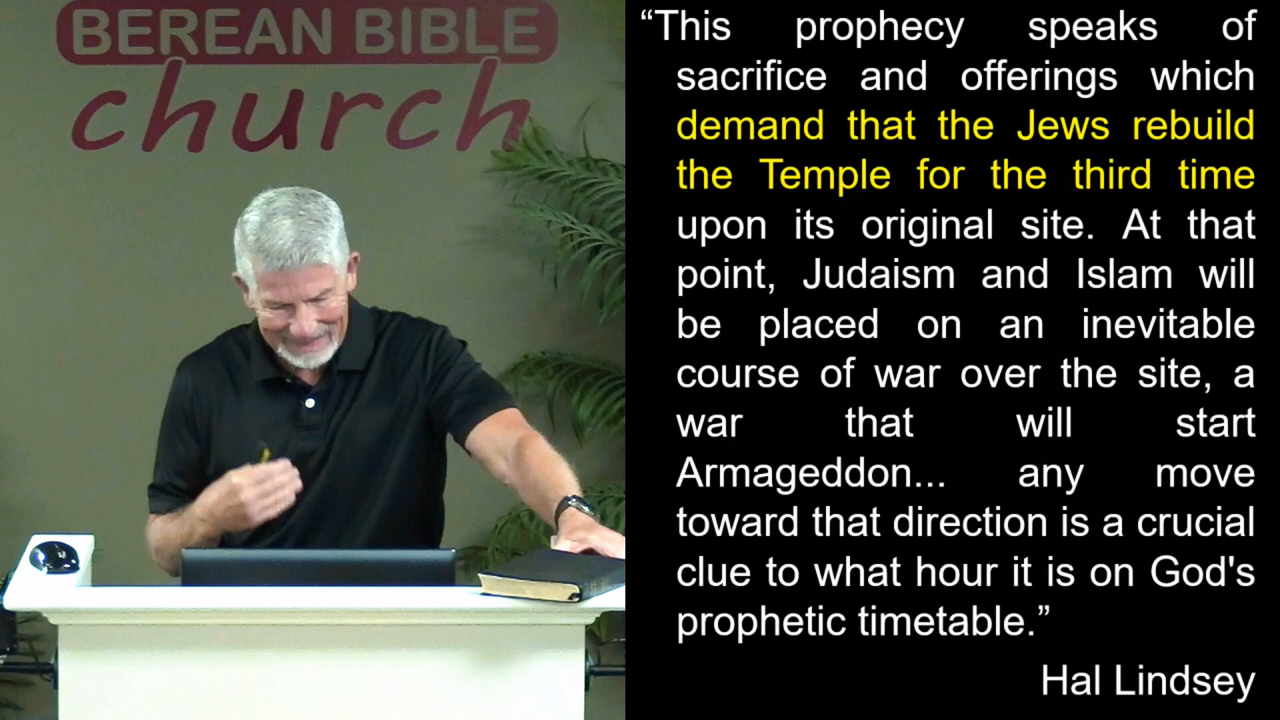 BEREAN BIBLE
church
“This prophecy speaks of
sacrifice and offerings which
demand that the Jews rebuild
the Temple for the third time
upon its original site. At that
point, Judaism and Islam will
be placed on an inevitable
course of war over the site, a
war that will start
Armageddon... any move
toward that direction is a crucial
clue to what hour it is on God's
prophetic timetable.”
Hal Lindsey